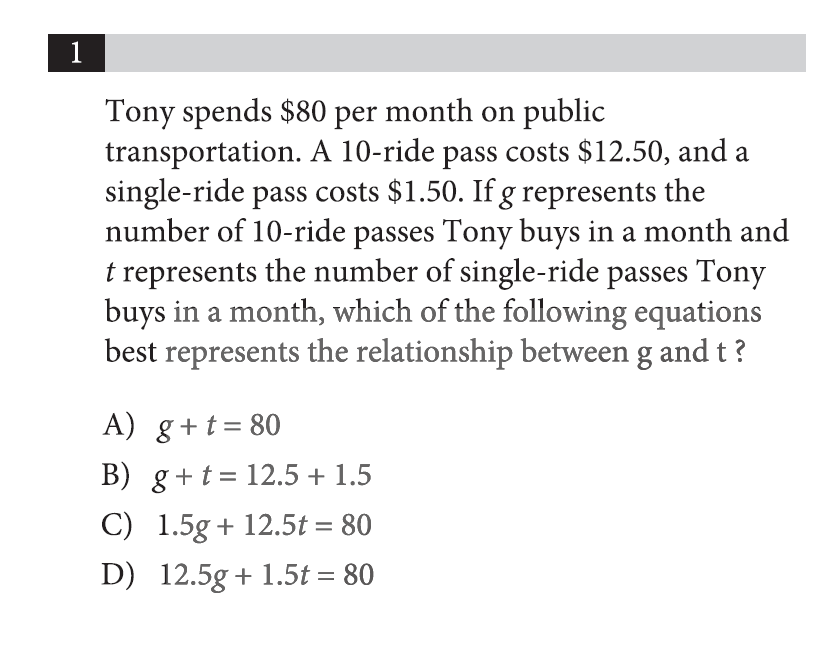 1
Tony spends $80 per month on public
transportation. A 10-ride pass costs $12.50, and a
single-ride pass costs $1.50. If g represents the
number of 10-ride passes Tony buys in a month and
t represents the number of single-ride passes Tony
buys in a month, which of the following equations
best represents the relationship between g and t ?
A) g + t = 80
B) g + t = 12.5 + 1.5
C) 1.5g + 12.5t = 80
D) 12.5g + 1.5t = 80